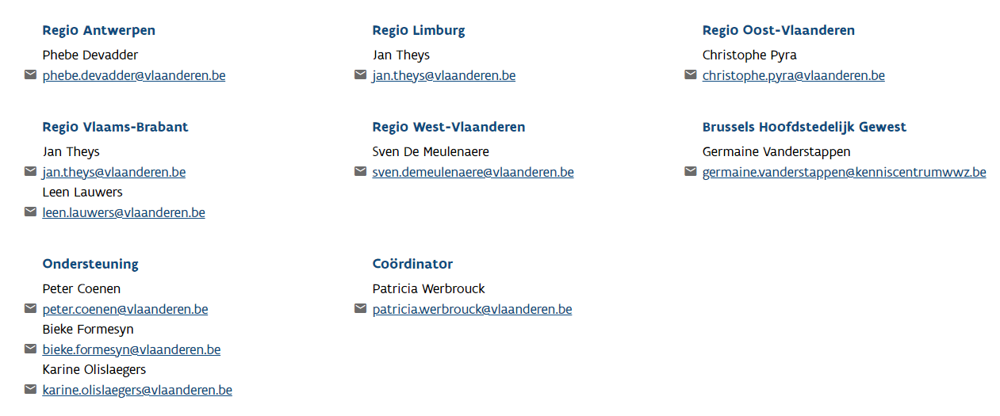 Regio Antwerpen
Phebe Devadder
phebe.devadder@vlaanderen.be
Regio Limburg
Jan Theys
jan.theys@vlaanderen.be
Regio Oost-Vlaanderen
Christophe Pyra
christophe.pyra@vlaanderen.be
Regio Vlaams-Brabant
Jan Theys
jan.theys@vlaanderen.be
Leen Lauwers
leen.lauwers@vlaanderen.be
Regio West-Vlaanderen
Sven De Meulenaere
sven.demeulenaere@vlaanderen.be
Brussels Hoofdstedelijk Gewest
Germaine Vanderstappen
germaine.vanderstappen@kenniscentrumwwz.be
Ondersteuning
Peter Coenen
peter.coenen@vlaanderen.be
Bieke Formesyn
bieke.formesyn@vlaanderen.be
Karine Olislaegers
karine.olislaegers@vlaanderen.be
Coördinator
Patricia Werbrouck
patricia.werbrouck@vlaanderen.be